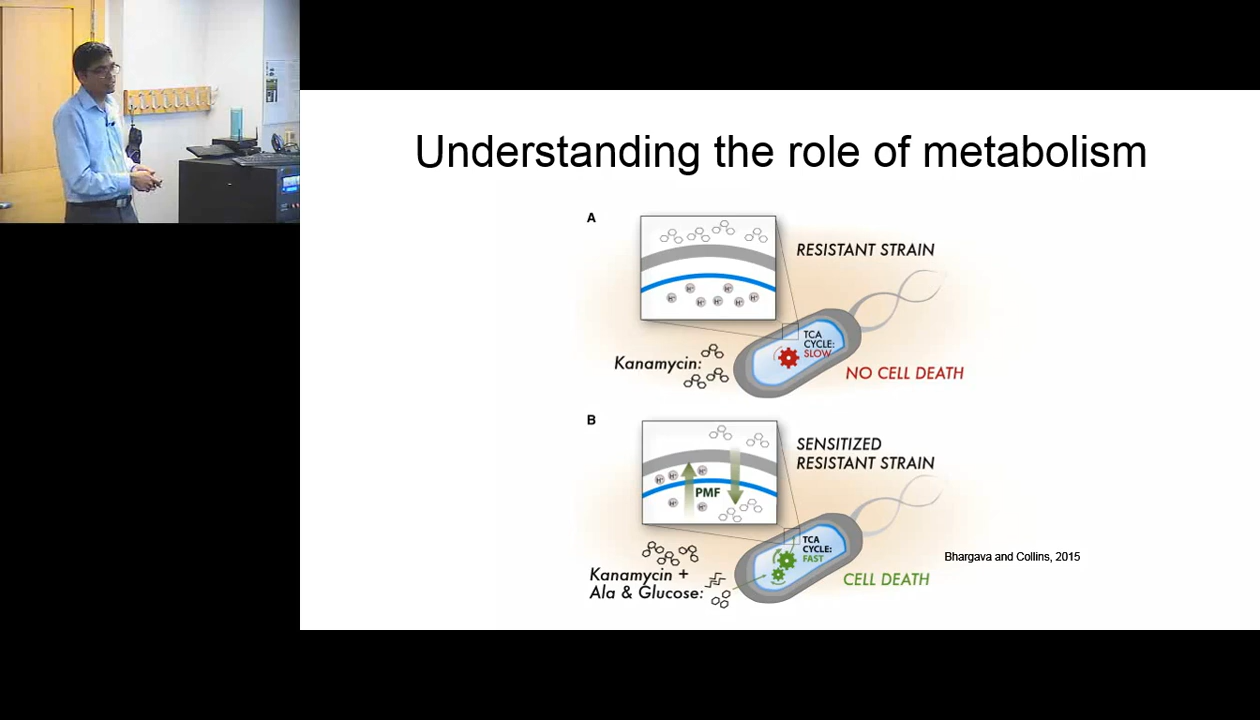 Understanding the role of metabolism
A
RESISTANT STRAIN
H⁺ H⁺ H⁺ H⁺ H⁺ H⁺ H⁺
TCA
CYCLE:
SLOW
Kanamycin:
NO CELL DEATH
B
SENSITIZED
RESISTANT STRAIN
H⁺ H⁺ H⁺
PMF
H⁺ H⁺
TCA
CYCLE:
FAST
Bhargava and Collins, 2015
Kanamycin +
Ala & Glucose:
CELL DEATH